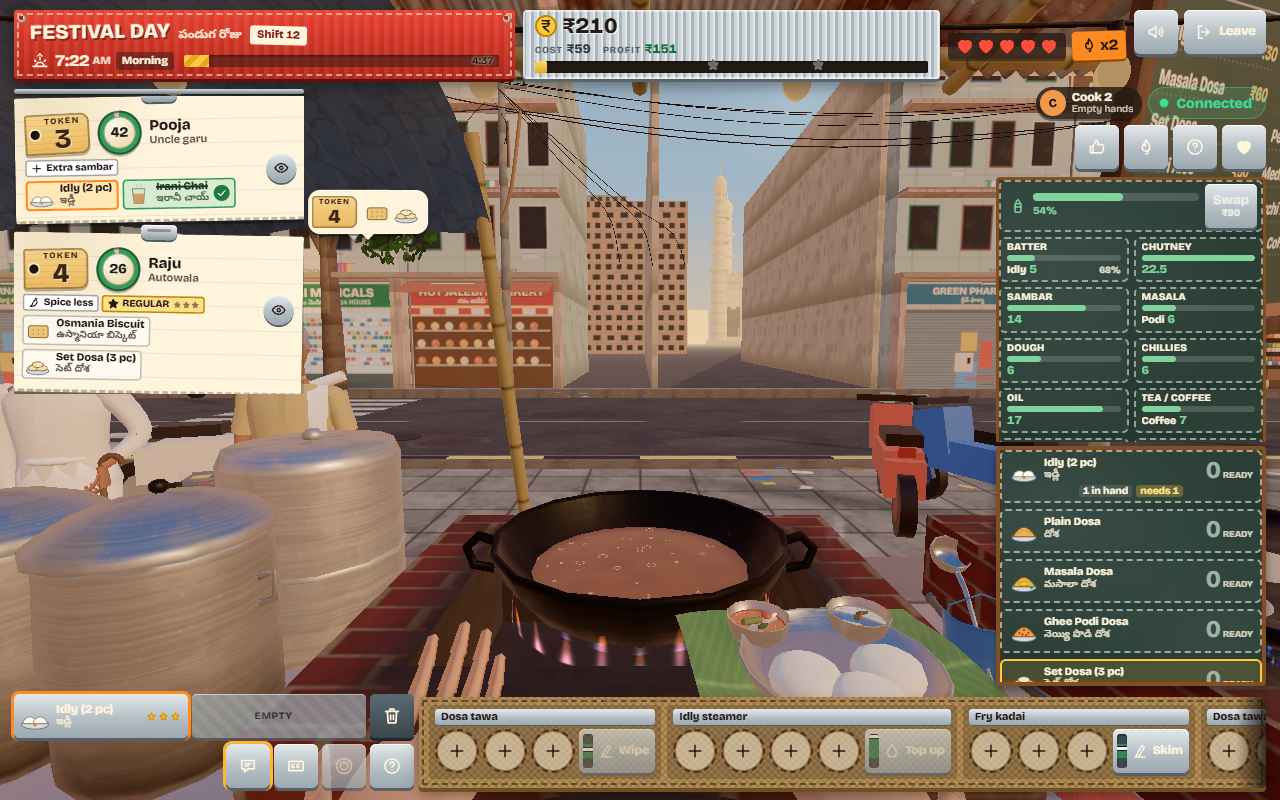 FESTIVAL DAY పండుగ రోజు Shift 12
7:22 AM Morning 4:37
₹210
COST ₹59 PROFIT ₹151
x2
Leave
Cook 2
Empty hands
Connected
Masala Dosa ₹60
TOKEN
3
42
Pooja
Uncle garu
Extra sambar
Idly (2 pc)
ఇడ్లీ
Irani Chai
ఇరానీ చాయ్
TOKEN
4
26
Raju
Autowala
Spice less
REGULAR
Osmania Biscuit
ఉస్మానియా బిస్కెట్
Set Dosa (3 pc)
సెట్ దోశ
TOKEN
4
HOT JALEBI BAKERY
GREEN PHAR
54%
Swap
₹90
BATTER
Idly 5 68%
CHUTNEY
22.5
SAMBAR
14
MASALA
Podi 6
DOUGH
6
CHILLIES
6
OIL
17
TEA / COFFEE
Coffee 7
Idly (2 pc)
ఇడ్లీ
0 READY
1 in hand needs 1
Plain Dosa
దోశ
0 READY
Masala Dosa
మసాలా దోశ
0 READY
Ghee Podi Dosa
నెయ్యి పొడి దోశ
0 READY
Set Dosa (3 pc)
Idly (2 pc)
ఇడ్లీ
EMPTY
Dosa tawa
Wipe
Idly steamer
Top up
Fry kadai
Skim
Dosa tawa